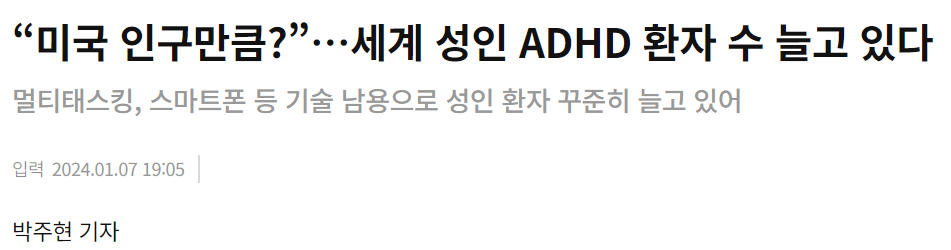 “미국 인구만큼?”…세계 성인 ADHD 환자 수 늘고 있다
멀티태스킹, 스마트폰 등 기술 남용으로 성인 환자 꾸준히 늘고 있어
입력 2024.01.07 19:05
박주현 기자